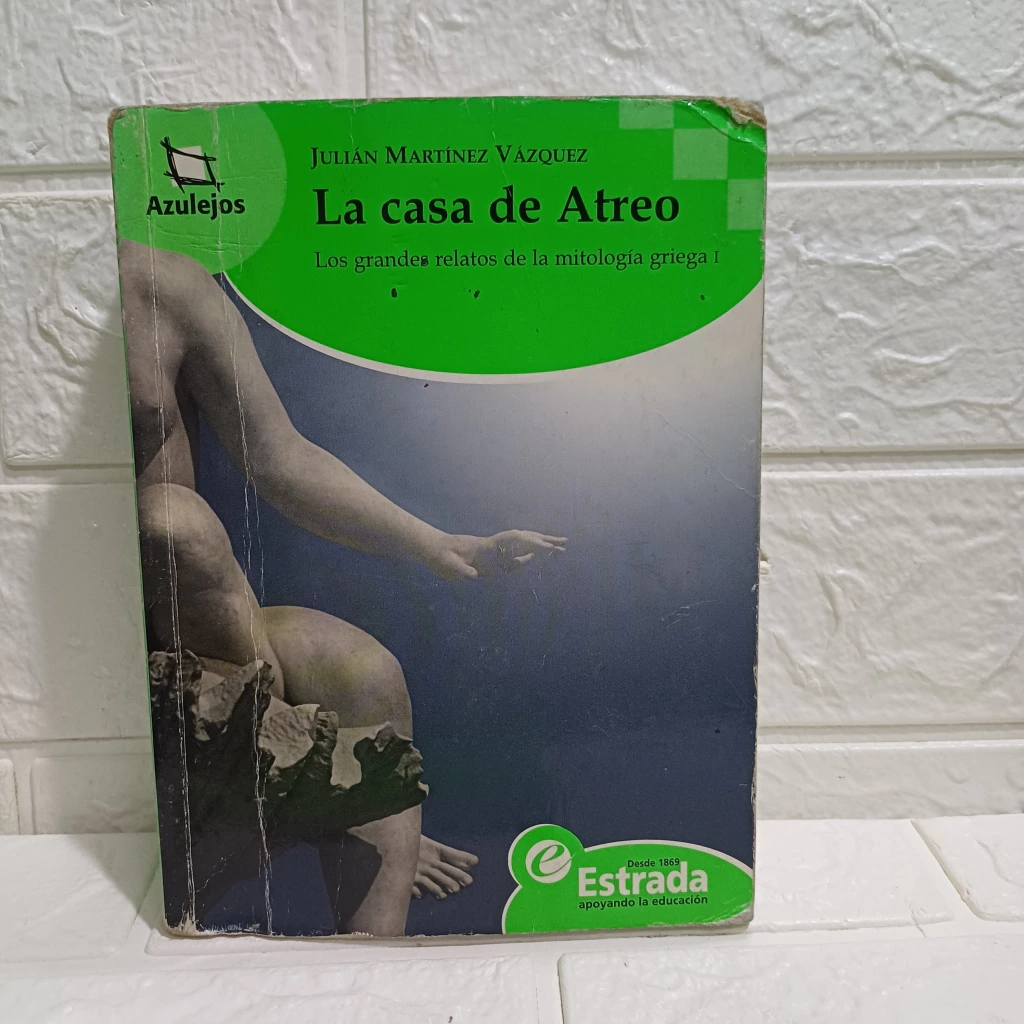 Azulejos
JULIÁN MARTÍNEZ VÁZQUEZ
La casa de Atreo
Los grandes relatos de la mitología griega I
Desde 1869
e Estrada
apoyando la educación